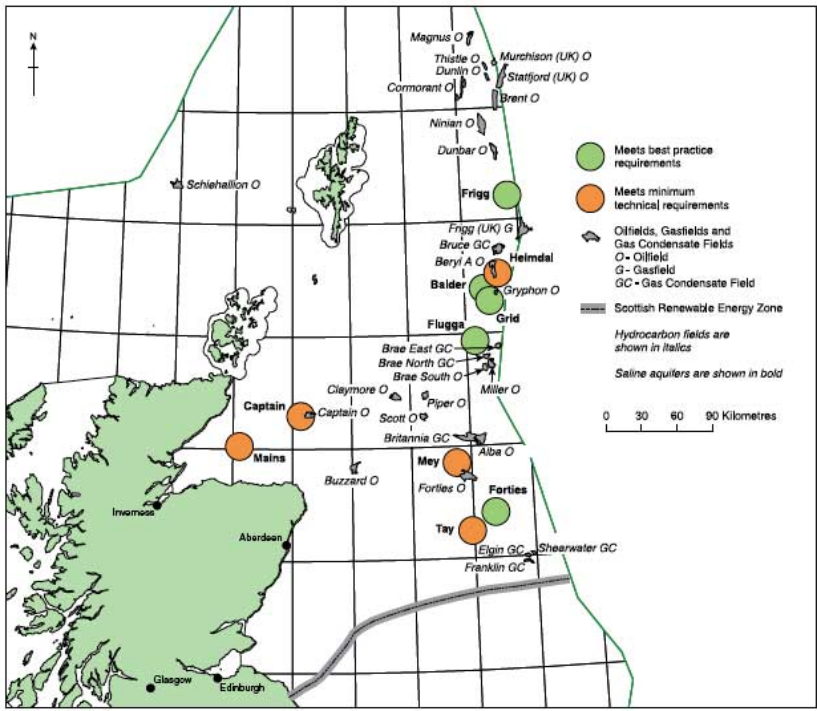 N
Magnus O
Thistle O
Murchison (UK) O
Dunlin O
Statfjord (UK) O
Cormorant O
Brent O
Ninian O
Dunbar O
Schiehallion O
Frigg
Frigg (UK) G
Bruce GC
Beryl A O
Heimdal
Balder
Gryphon O
Grid
Flugga
Brae East GC
Brae North GC
Brae South O
Miller O
Claymore O
Piper O
Captain
Captain O
Scott O
Britannia GC
Alba O
Mains
Mey
Buzzard O
Forties O
Forties
Inverness
Tay
Aberdeen
Elgin GC
Shearwater GC
Franklin GC
Glasgow
Edinburgh
Meets best practice
requirements
Meets minimum
technical requirements
Oilfields, Gasfields and
Gas Condensate Fields
O - Oilfield
G - Gasfield
GC - Gas Condensate Field
Scottish Renewable Energy Zone
Hydrocarbon fields are
shown in italics
Saline aquifers are shown in bold
0 30 60 90 Kilometres